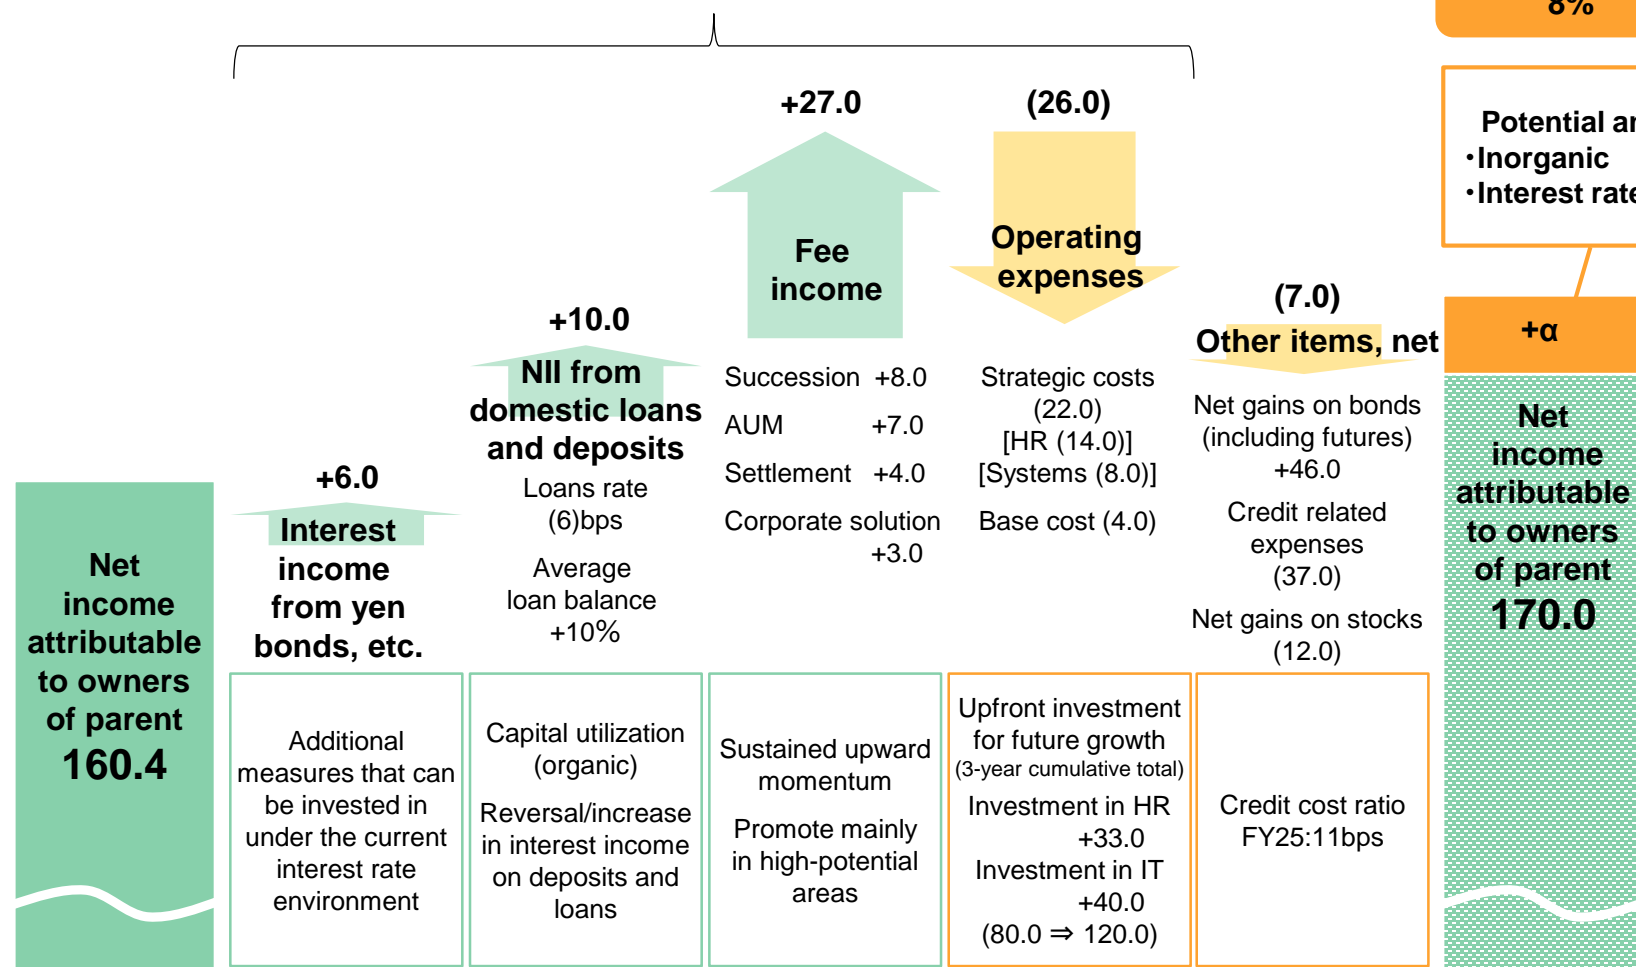 8%
Potential
・Inorganic
・Interest
+27.0
(26.0)
Fee
income
Operating
expenses
+α
(7.0)
Other items, net
+10.0
NII from
domestic loans
and deposits
Loans rate
(6)bps
Average
loan balance
+10%
Succession +8.0
AUM +7.0
Settlement +4.0
Corporate solution
+3.0
Strategic costs
(22.0)
[HR (14.0)]
[Systems (8.0)]
Base cost (4.0)
Net gains on bonds
(including futures)
+46.0
Credit related
expenses
(37.0)
Net gains on stocks
(12.0)
Net
income
attributable
to owners
of parent
170.0
+6.0
Interest
income
from yen
bonds, etc.
Net
income
attributable
to owners
of parent
160.4
Additional
measures that can
be invested in
under the current
interest rate
environment
Capital utilization
(organic)
Reversal/increase
in interest income
on deposits and
loans
Sustained upward
momentum
Promote mainly
in high-potential
areas
Upfront investment
for future growth
(3-year cumulative total)
Investment in HR
+33.0
Investment in IT
+40.0
(80.0 ⇒ 120.0)
Credit cost ratio
FY25:11bps